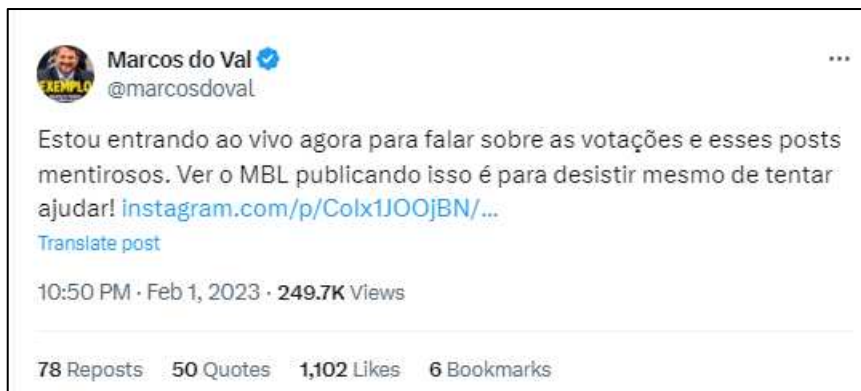 Marcos do Val
@marcosdoval
EXEMPLO
Estou entrando ao vivo agora para falar sobre as votações e esses posts
mentirosos. Ver o MBL publicando isso é para desistir mesmo de tentar
ajudar! instagram.com/p/Colx1JOOjBN/...
Translate post
10:50 PM · Feb 1, 2023 · 249.7K Views
78 Reposts 50 Quotes 1,102 Likes 6 Bookmarks